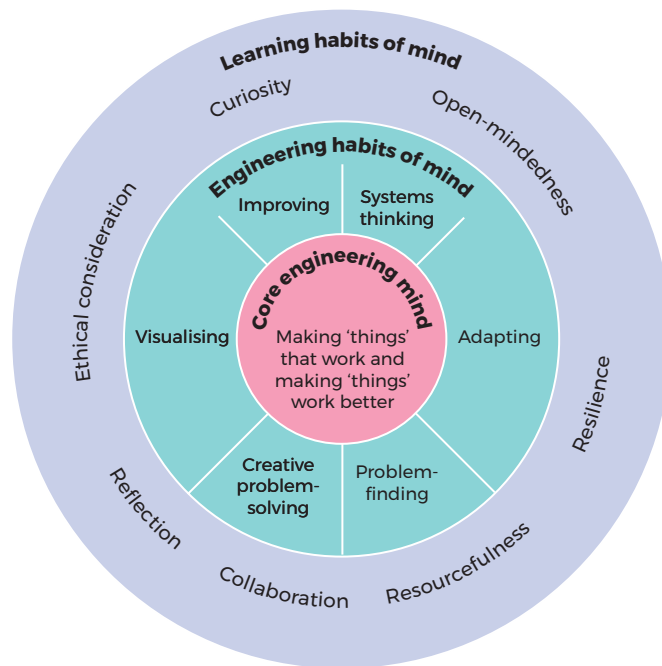 Learning habits of mind
Curiosity
Open-mindedness
Resilience
Resourcefulness
Collaboration
Reflection
Ethical consideration
Engineering habits of mind
Improving
Systems
thinking
Adapting
Problem-
finding
Creative
problem-
solving
Visualising
Core engineering mind
Making ‘things’
that work and
making ‘things’
work better